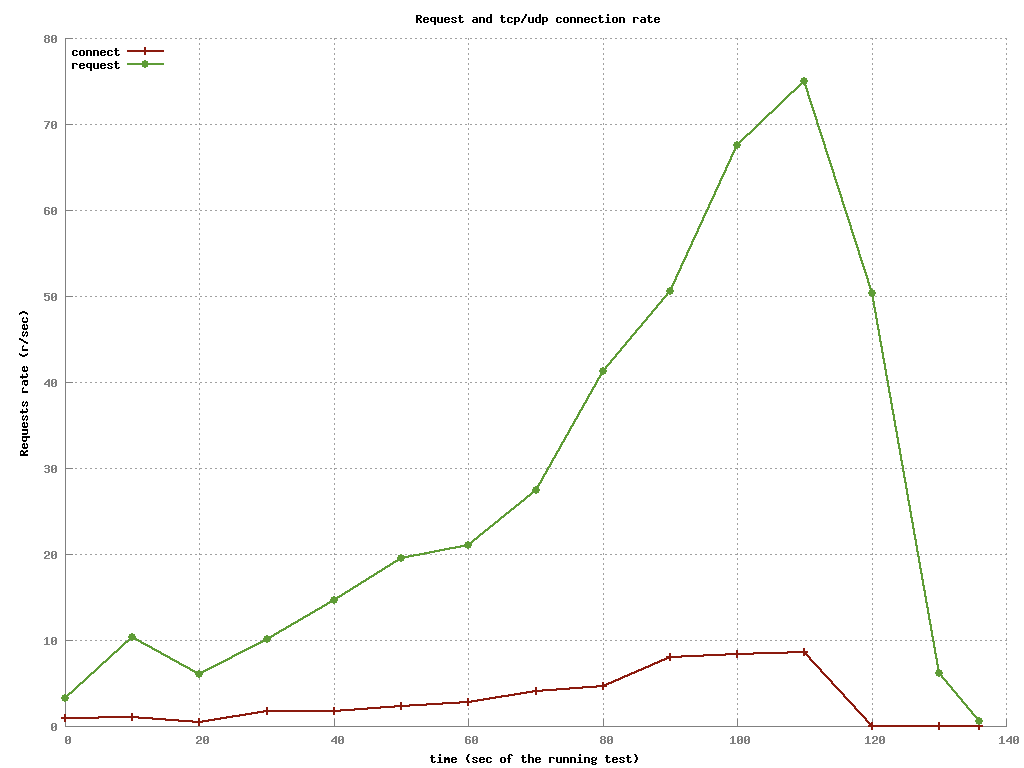 Request and tcp/udp connection rate
connect
request
80
70
60
50
40
30
20
10
0
Requests rate (r/sec)
0 20 40 60 80 100 120 140
time (sec of the running test)